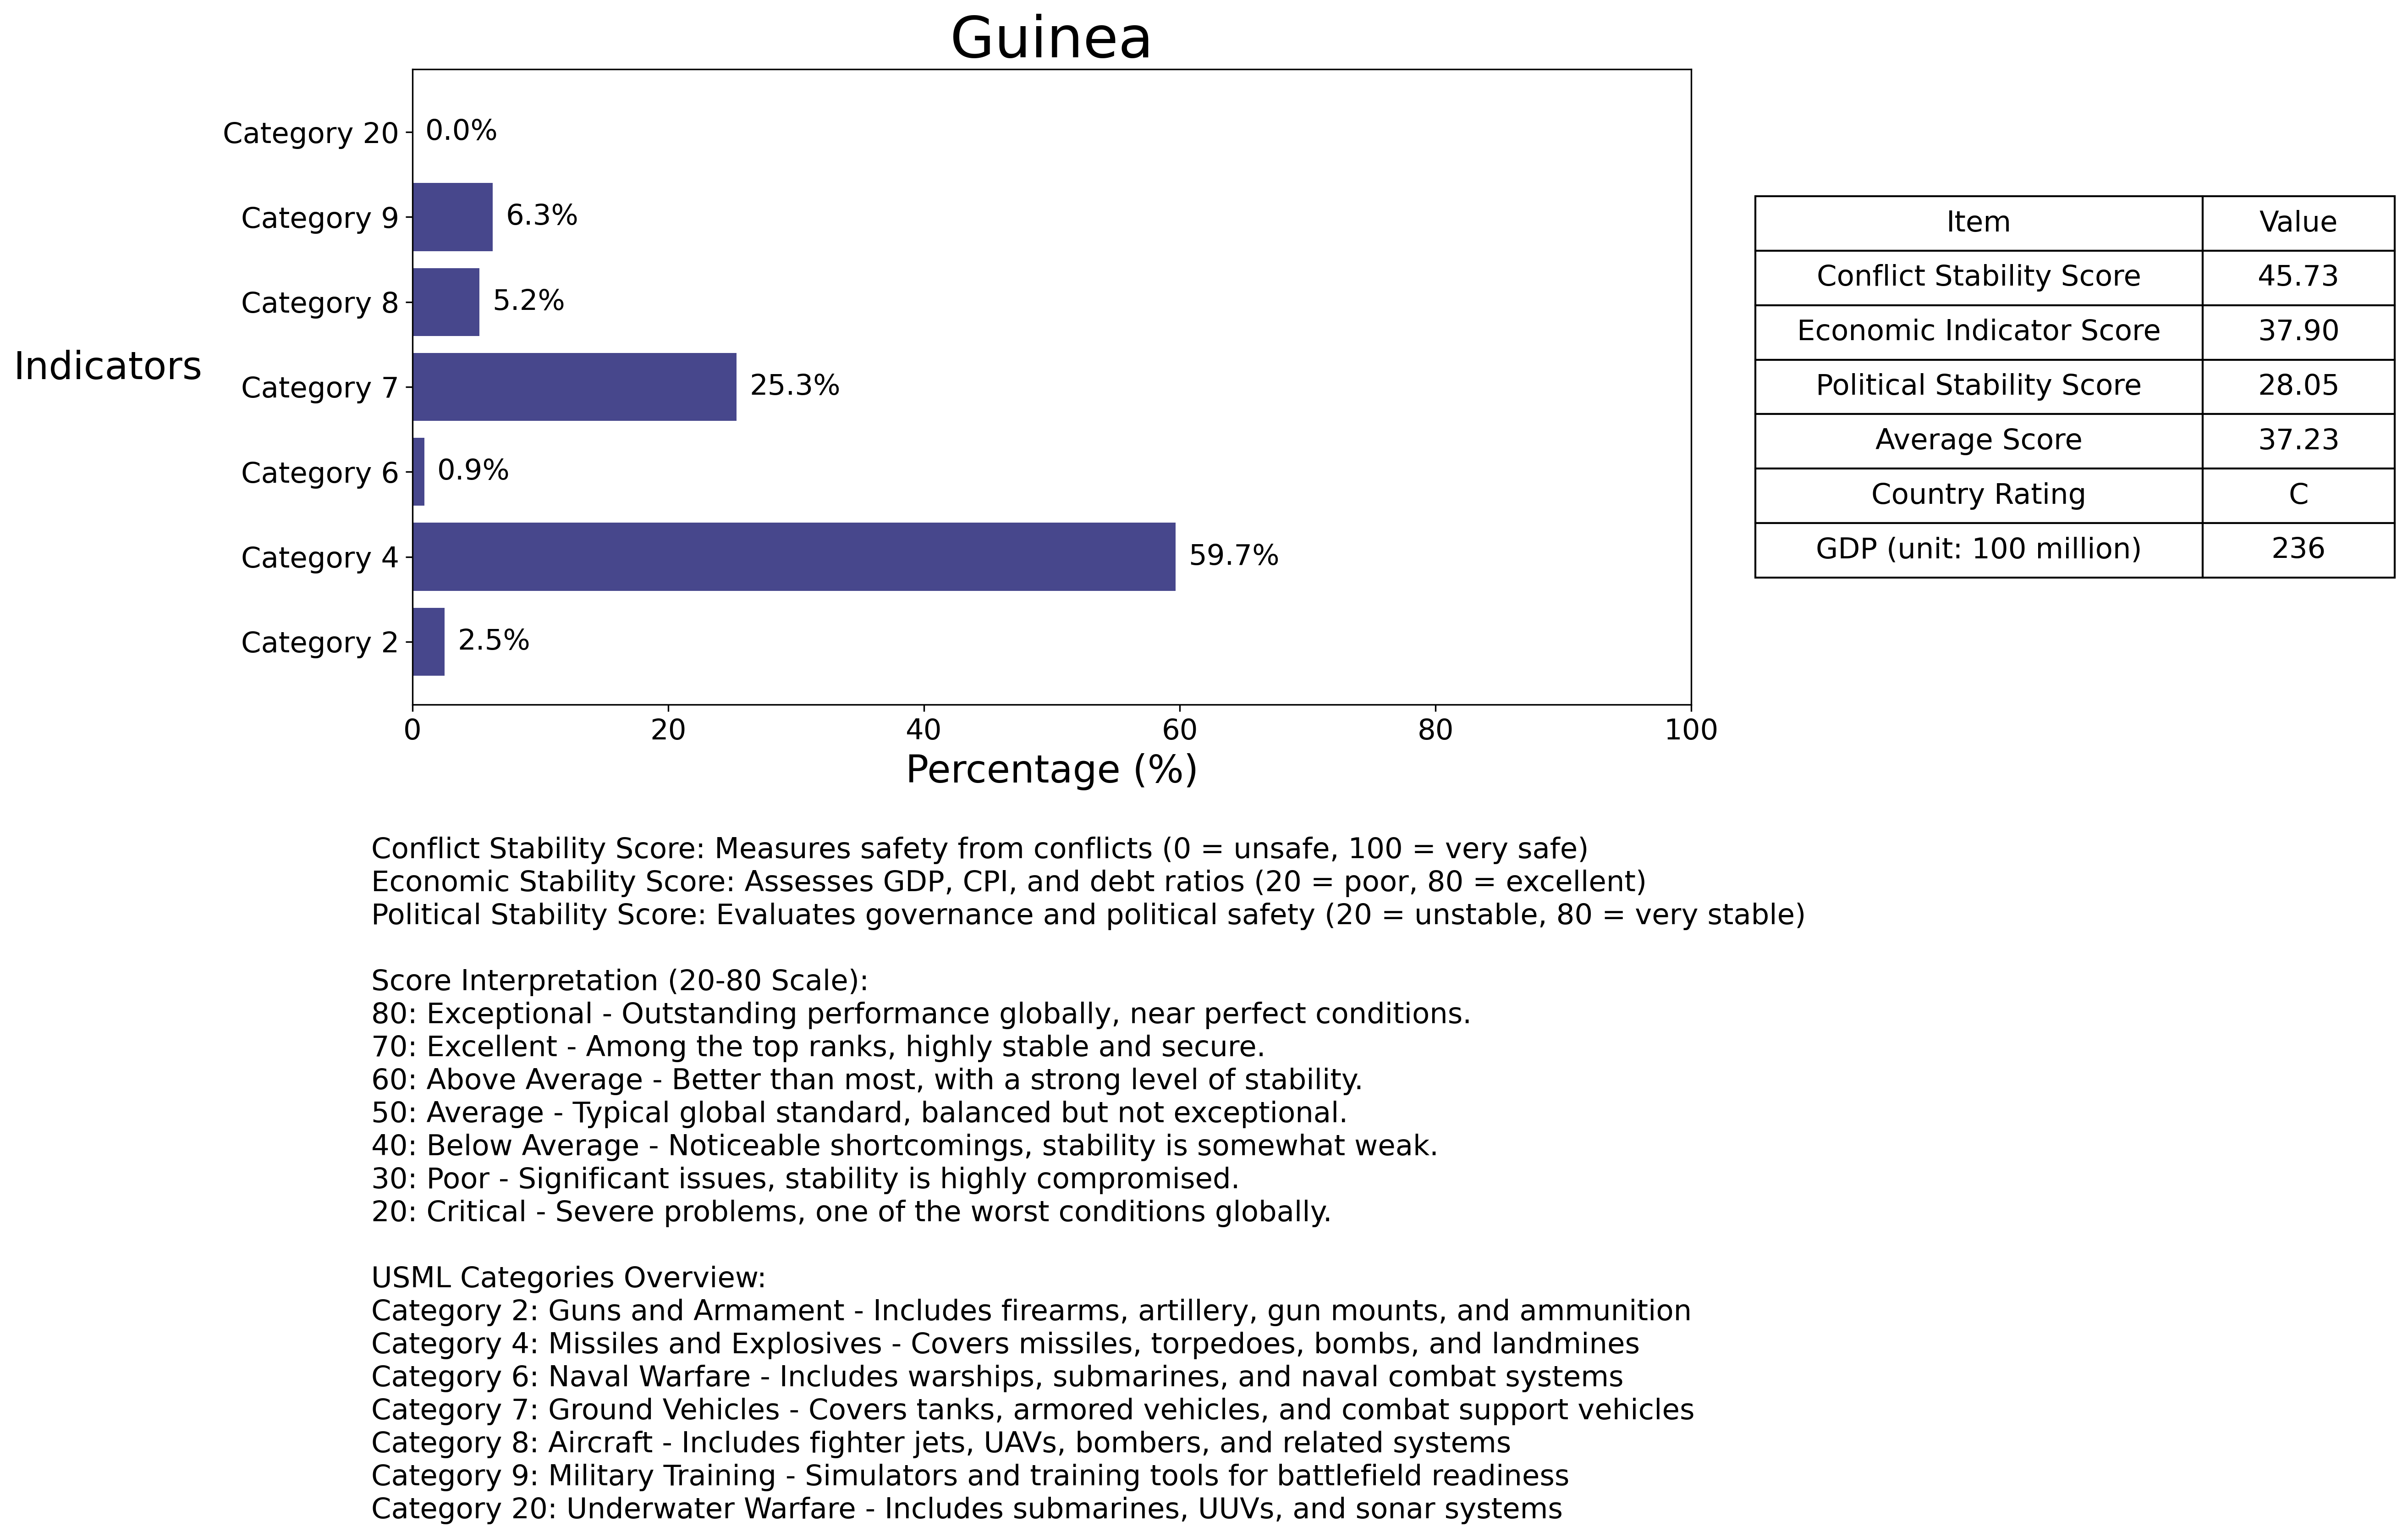 Guinea
Indicators
Category 20 0.0%
Category 9 6.3%
Category 8 5.2%
Category 7 25.3%
Category 6 0.9%
Category 4 59.7%
Category 2 2.5%
0 20 40 60 80 100
Percentage (%)
Item Value
Conflict Stability Score 45.73
Economic Indicator Score 37.90
Political Stability Score 28.05
Average Score 37.23
Country Rating C
GDP (unit: 100 million) 236
Conflict Stability Score: Measures safety from conflicts (0 = unsafe, 100 = very safe)
Economic Stability Score: Assesses GDP, CPI, and debt ratios (20 = poor, 80 = excellent)
Political Stability Score: Evaluates governance and political safety (20 = unstable, 80 = very stable)
Score Interpretation (20-80 Scale):
80: Exceptional - Outstanding performance globally, near perfect conditions.
70: Excellent - Among the top ranks, highly stable and secure.
60: Above Average - Better than most, with a strong level of stability.
50: Average - Typical global standard, balanced but not exceptional.
40: Below Average - Noticeable shortcomings, stability is somewhat weak.
30: Poor - Significant issues, stability is highly compromised.
20: Critical - Severe problems, one of the worst conditions globally.
USML Categories Overview:
Category 2: Guns and Armament - Includes firearms, artillery, gun mounts, and ammunition
Category 4: Missiles and Explosives - Covers missiles, torpedoes, bombs, and landmines
Category 6: Naval Warfare - Includes warships, submarines, and naval combat systems
Category 7: Ground Vehicles - Covers tanks, armored vehicles, and combat support vehicles
Category 8: Aircraft - Includes fighter jets, UAVs, bombers, and related systems
Category 9: Military Training - Simulators and training tools for battlefield readiness
Category 20: Underwater Warfare - Includes submarines, UUVs, and sonar systems